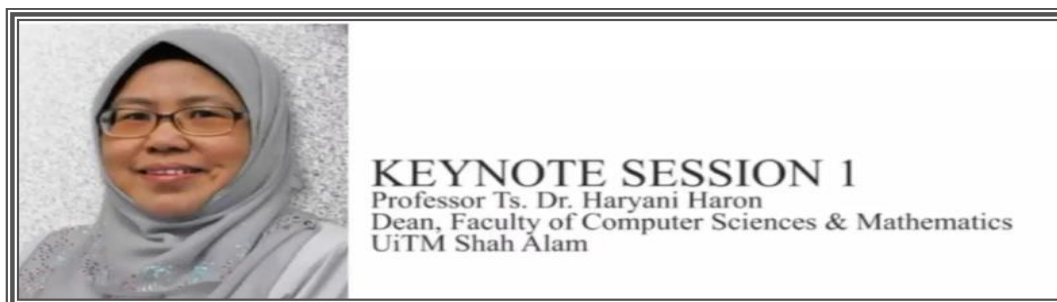 KEYNOTE SESSION 1
Professor Ts. Dr. Haryani Haron
Dean, Faculty of Computer Sciences & Mathematics
UiTM Shah Alam